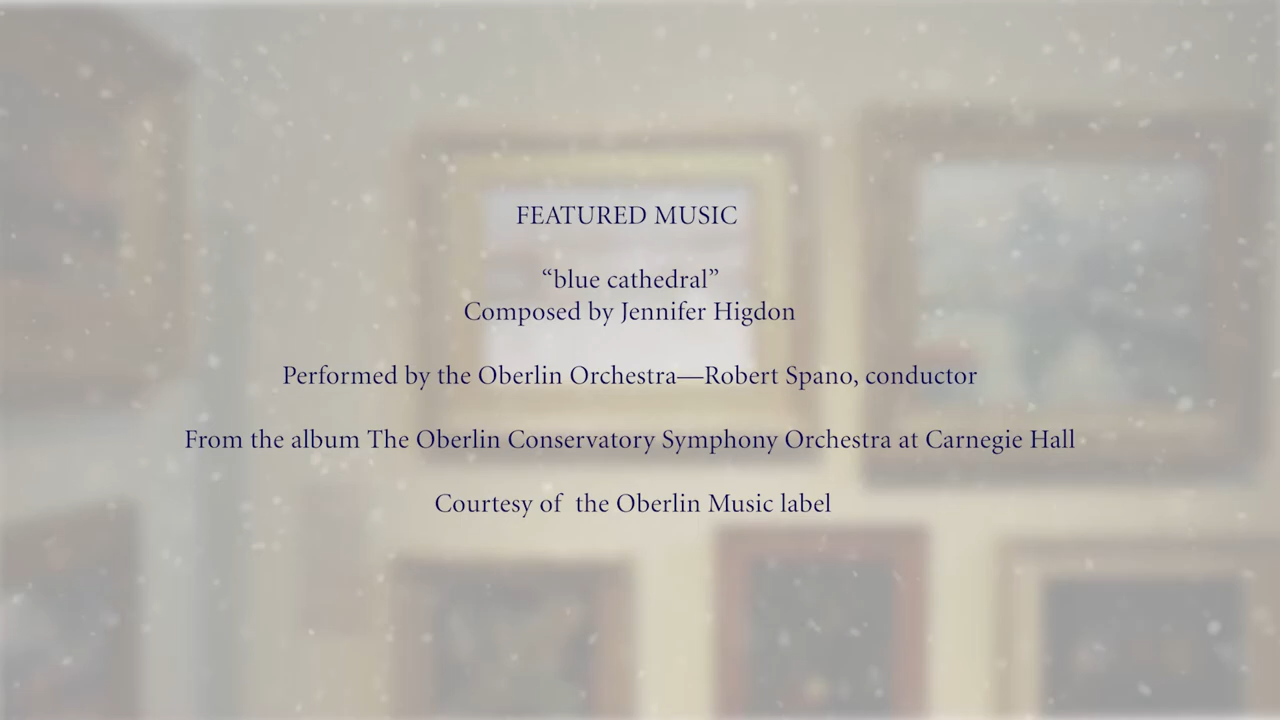 FEATURED MUSIC
“blue cathedral”
Composed by Jennifer Higdon
Performed by the Oberlin Orchestra—Robert Spano, conductor
From the album The Oberlin Conservatory Symphony Orchestra at Carnegie Hall
Courtesy of  the Oberlin Music label